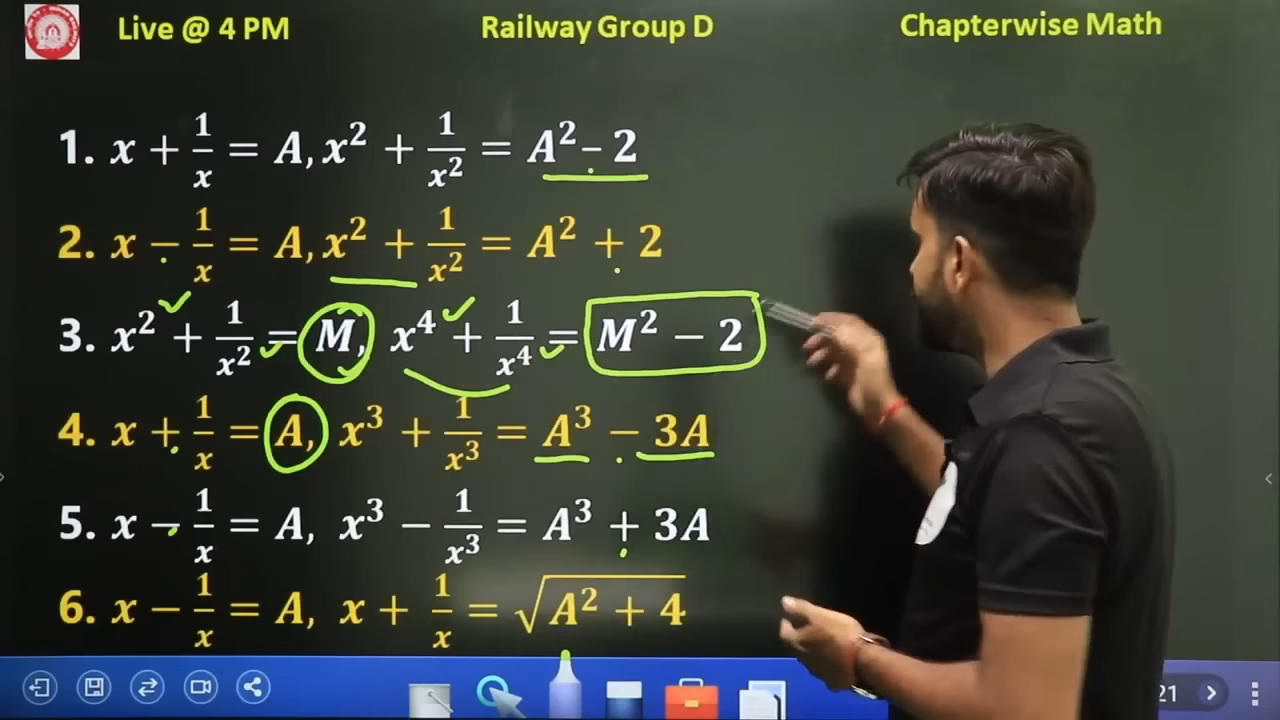 Live @ 4 PM Railway Group D Chapterwise Math
1. x + 1/x = A, x² + 1/x² = A² - 2
2. x - 1/x = A, x² + 1/x² = A² + 2
3. x² + 1/x² = M, x⁴ + 1/x⁴ = M² - 2
4. x + 1/x = A, x³ + 1/x³ = A³ - 3A
5. x - 1/x = A, x³ - 1/x³ = A³ + 3A
6. x - 1/x = A, x + 1/x = √(A² + 4)
21